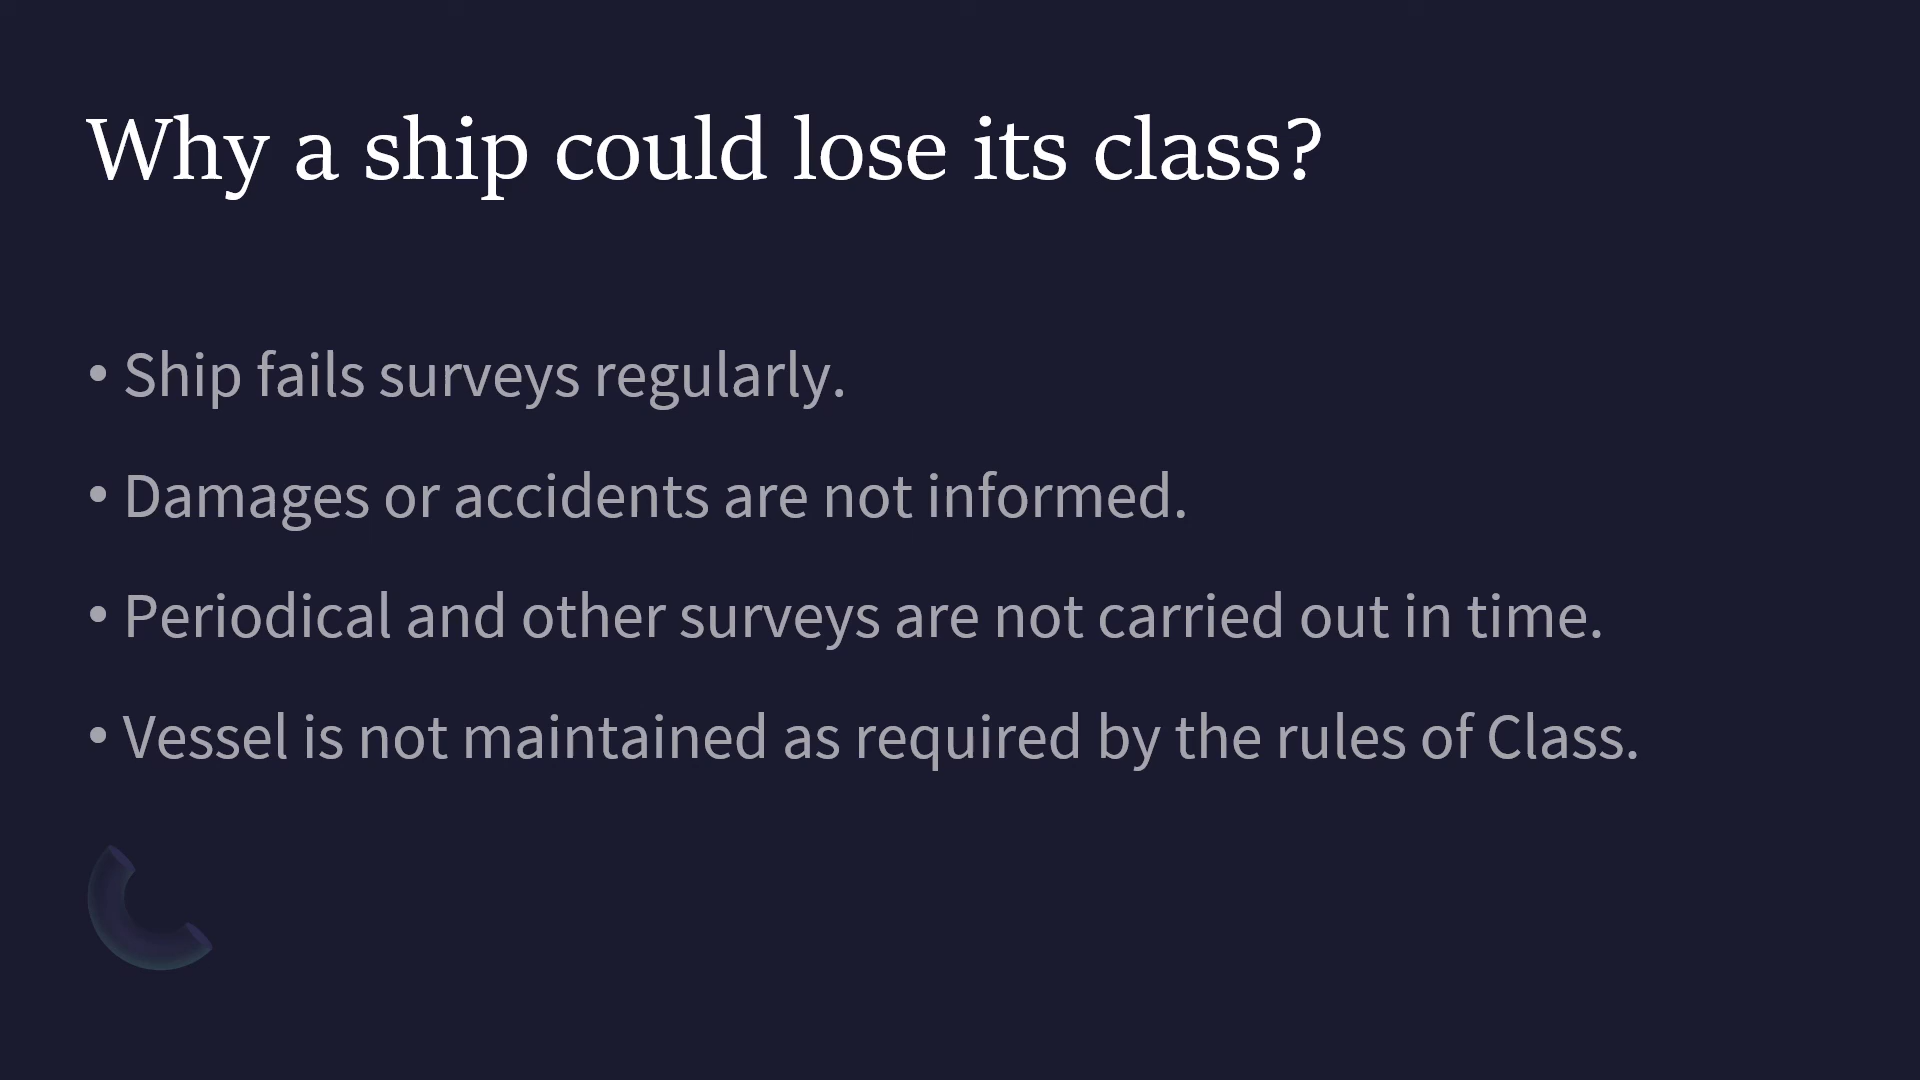 Why a ship could lose its class?
• Ship fails surveys regularly.
• Damages or accidents are not informed.
• Periodical and other surveys are not carried out in time.
• Vessel is not maintained as required by the rules of Class.